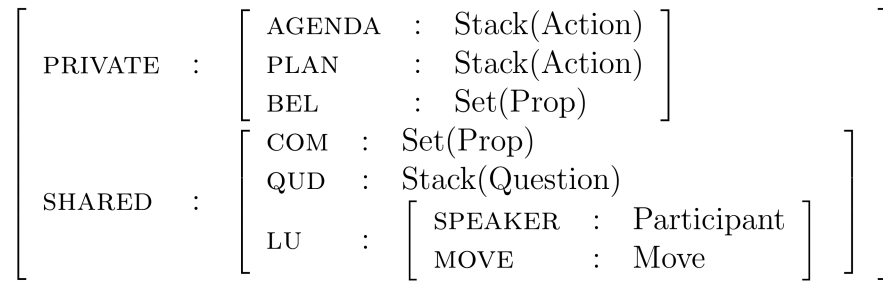 AGENDA : Stack(Action)
PRIVATE : PLAN : Stack(Action)
BEL : Set(Prop)
COM : Set(Prop)
QUD : Stack(Question)
SHARED :
SPEAKER : Participant
LU :
MOVE : Move